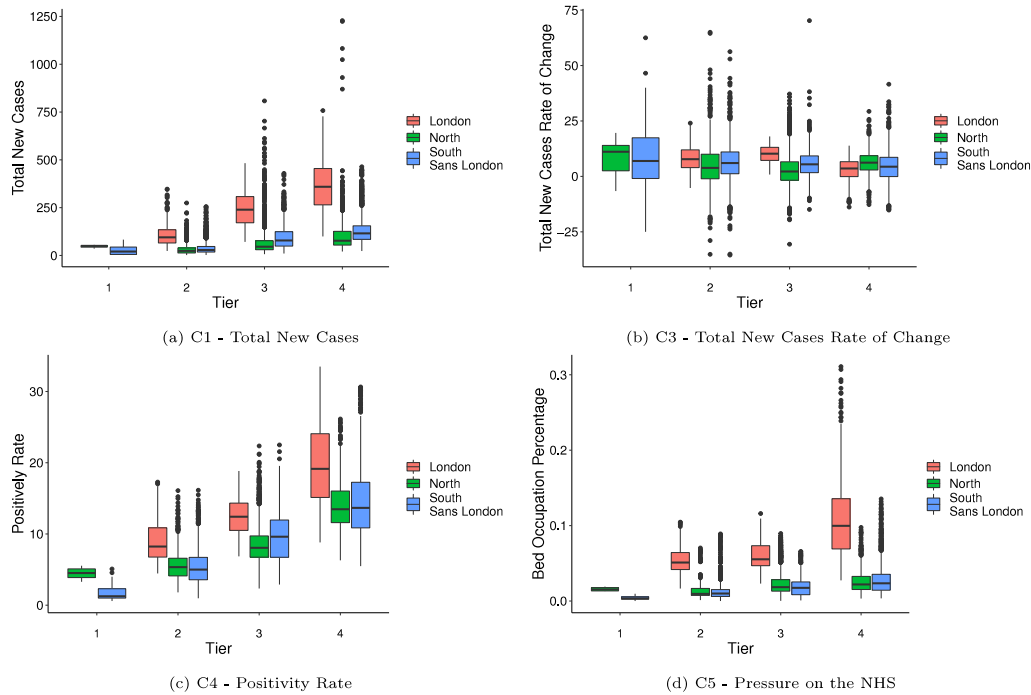 1250
1000
750
500
250
0
Total New Cases
1 2 3 4
Tier
London
North
South
Sans London
(a) C1 - Total New Cases
75
50
25
0
−25
Total New Cases Rate of Change
1 2 3 4
Tier
London
North
South
Sans London
(b) C3 - Total New Cases Rate of Change
30
20
10
0
Positively Rate
1 2 3 4
Tier
London
North
South
Sans London
(c) C4 - Positivity Rate
0.3
0.2
0.1
0.0
Bed Occupation Percentage
1 2 3 4
Tier
London
North
South
Sans London
(d) C5 - Pressure on the NHS